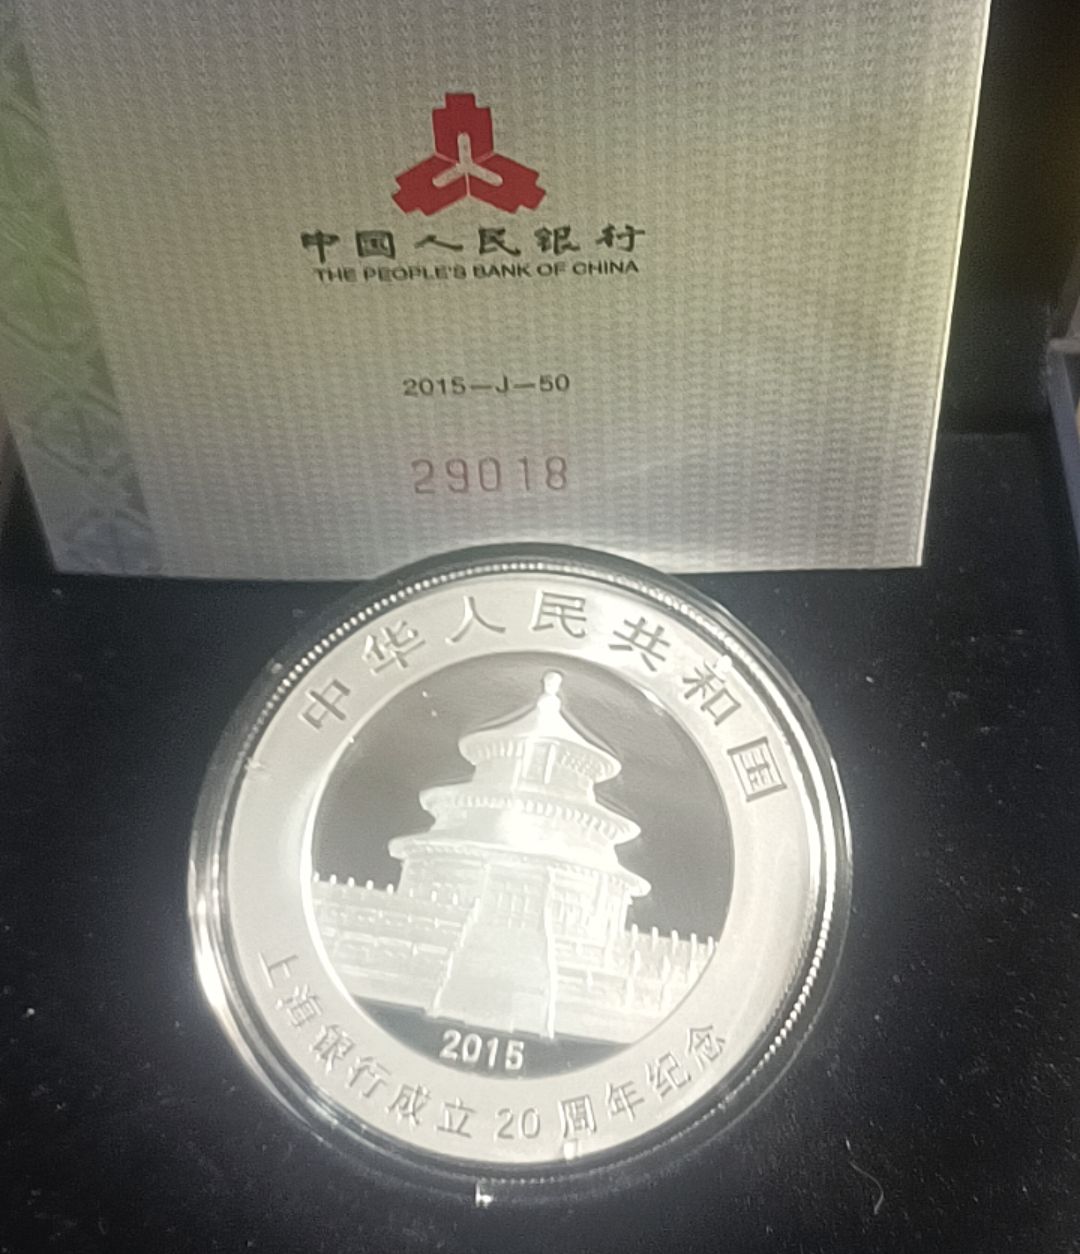 中国人民银行
THE PEOPLE'S BANK OF CHINA
2015—J—50
29018
中华人民共和国
2015
上海银行成立20周年纪念